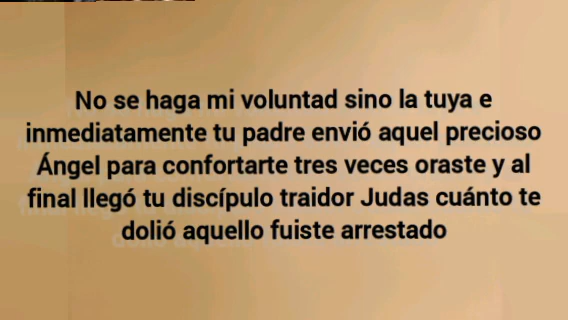 No se haga mi voluntad sino la tuya e
inmediatamente tu padre envió aquel precioso
Ángel para confortarte tres veces oraste y al
final llegó tu discípulo traidor Judas cuánto te
dolió aquello fuiste arrestado